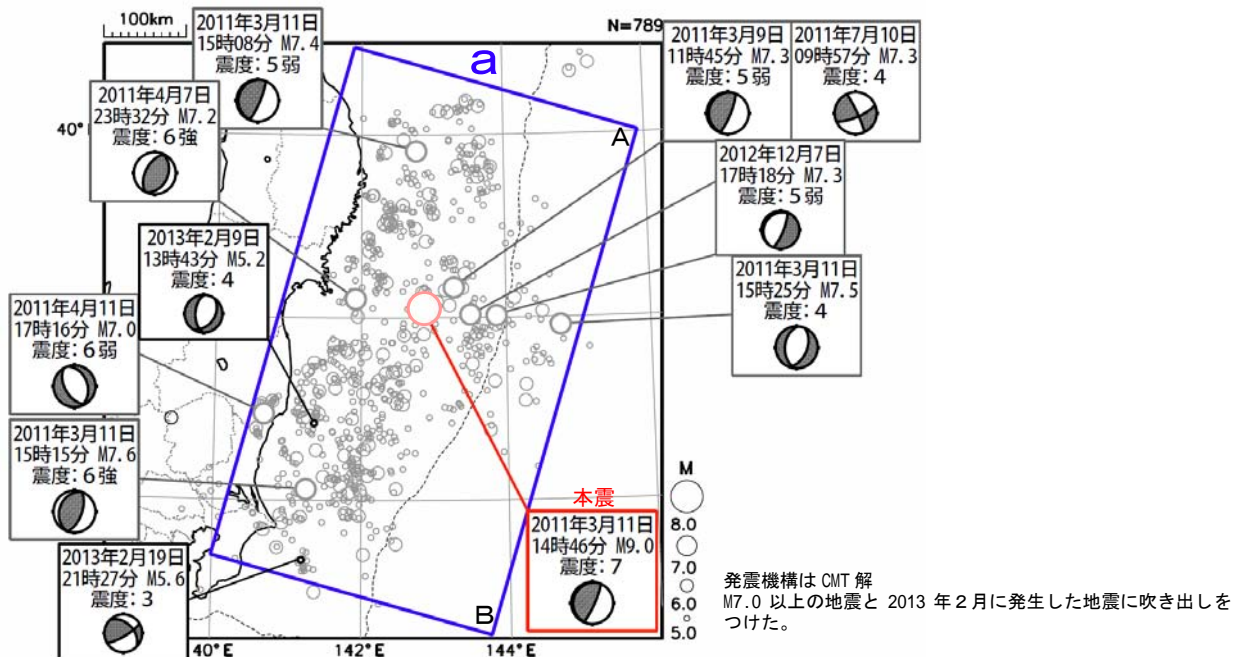 100km
N=789
a
A
B
40°
2011年3月11日
15時08分 M7.4
震度:5弱
2011年3月9日
11時45分 M7.3
震度:5弱
2011年7月10日
09時57分 M7.3
震度:4
2011年4月7日
23時32分 M7.2
震度:6強
2012年12月7日
17時18分 M7.3
震度:5弱
2013年2月9日
13時43分 M5.2
震度:4
2011年3月11日
15時25分 M7.5
震度:4
2011年4月11日
17時16分 M7.0
震度:6弱
2011年3月11日
15時15分 M7.6
震度:6強
本震
2011年3月11日
14時46分 M9.0
震度:7
2013年2月19日
21時27分 M5.6
震度:3
M
8.0
7.0
6.0
5.0
40°E
142°E
144°E
発震機構は CMT 解
M7.0 以上の地震と 2013 年2月に発生した地震に吹き出しを
つけた。